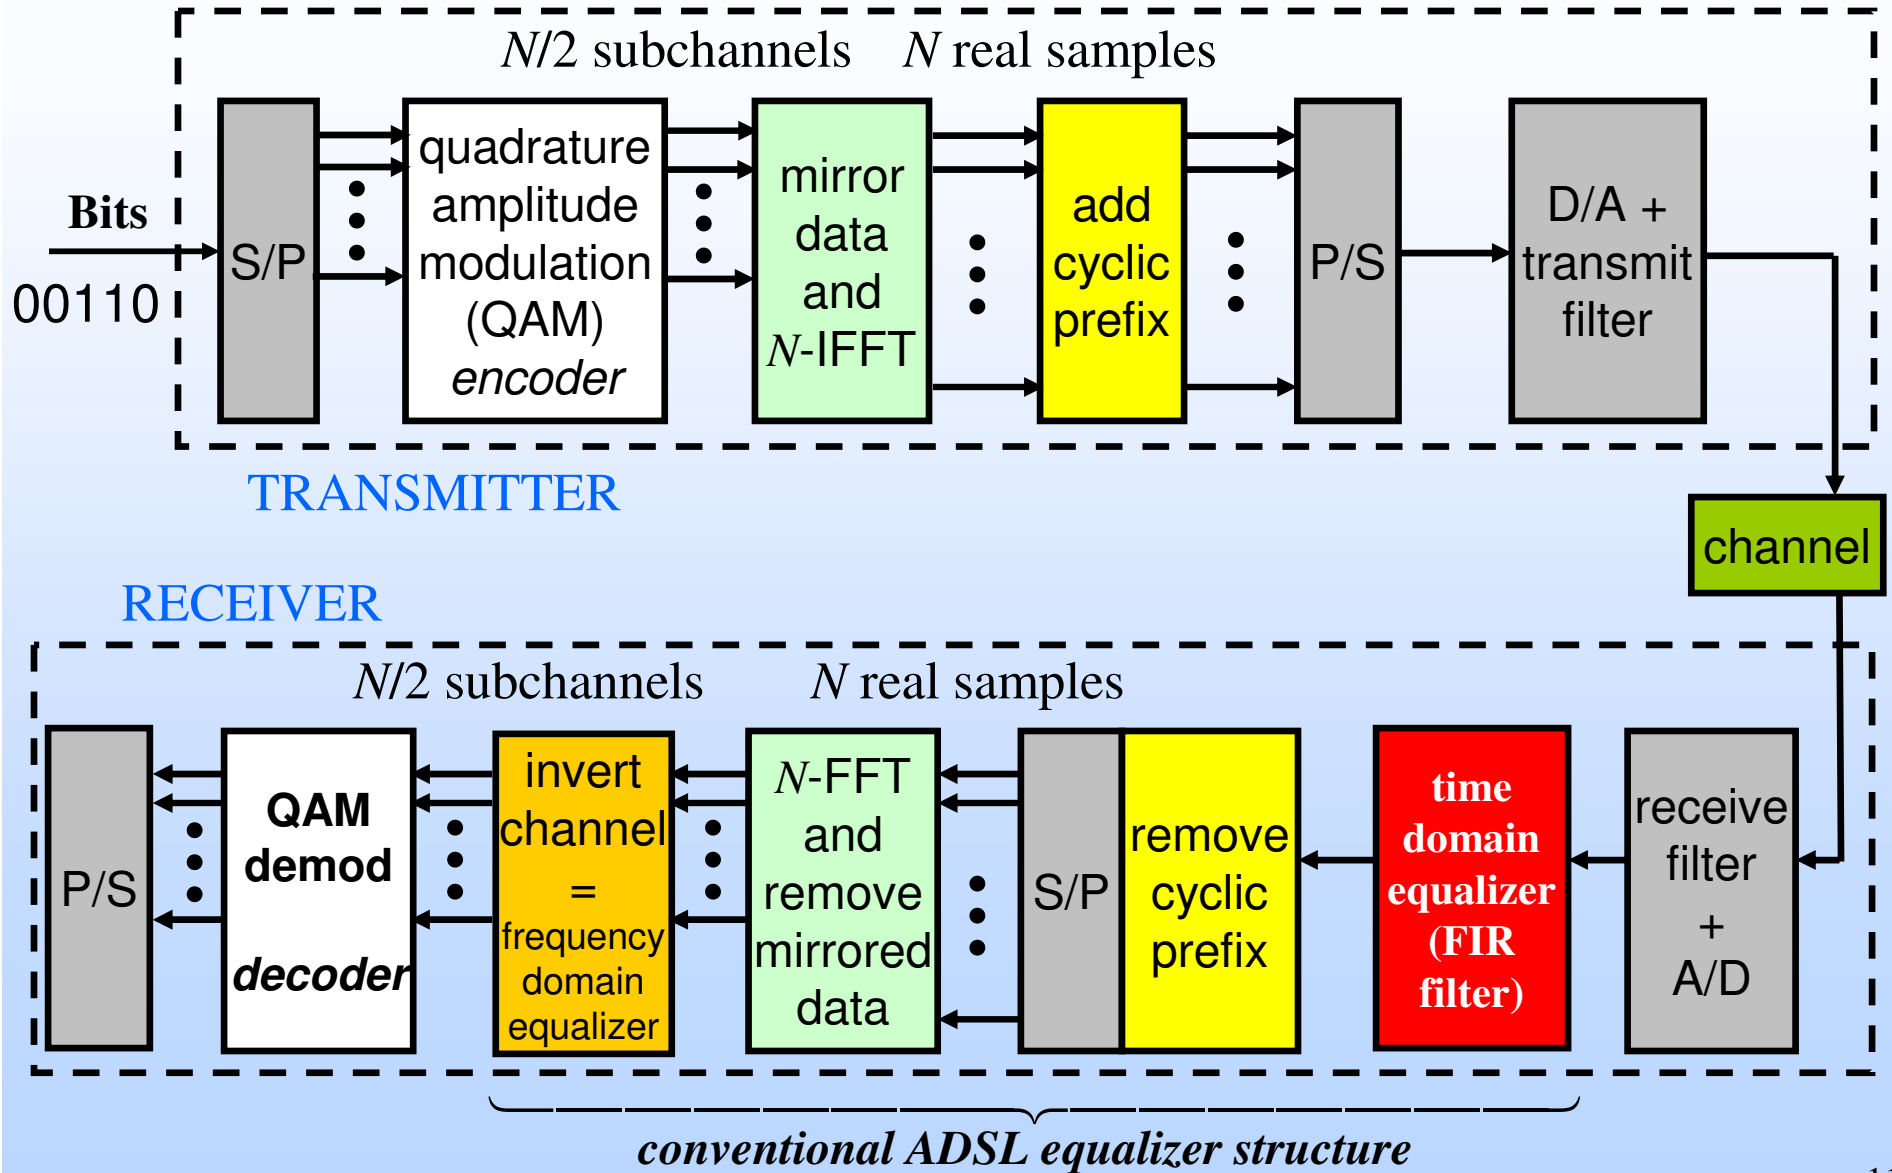 N/2 subchannels
N real samples
Bits
00110
S/P
quadrature
amplitude
modulation
(QAM)
encoder
mirror
data
and
N-IFFT
add
cyclic
prefix
P/S
D/A +
transmit
filter
TRANSMITTER
channel
RECEIVER
N/2 subchannels
N real samples
P/S
QAM
demod
decoder
invert
channel
=
frequency
domain
equalizer
N-FFT
and
remove
mirrored
data
S/P
remove
cyclic
prefix
time
domain
equalizer
(FIR
filter)
receive
filter
+
A/D
conventional ADSL equalizer structure